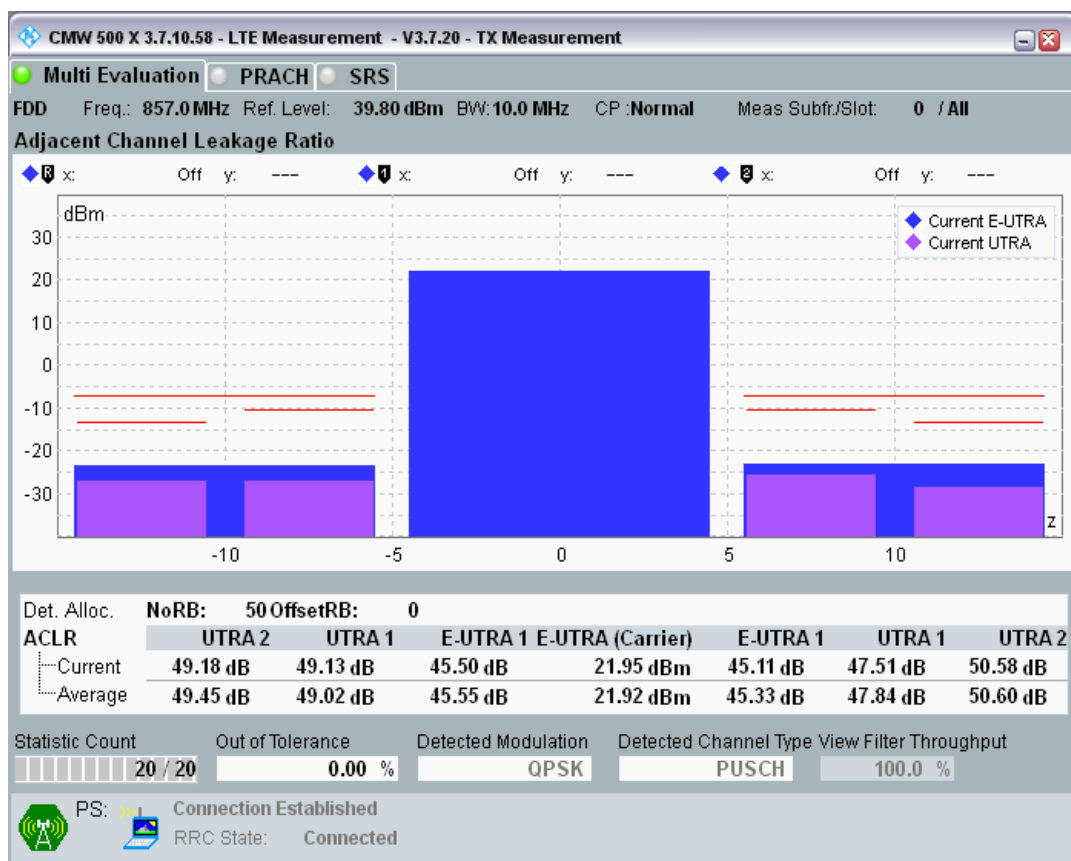 CMW 500 X 3.7.10.58 - LTE Measurement - V3.7.20 - TX Measurement
Multi Evaluation PRACH SRS
FDD Freq.: 857.0 MHz Ref. Level: 39.80 dBm BW: 10.0 MHz CP :Normal Meas Subfr./Slot: 0 / All
Adjacent Channel Leakage Ratio
R x: Off y: --- 1 x: Off y: --- 2 x: Off y: ---
dBm
Current E-UTRA
Current UTRA
30
20
10
0
-10
-20
-30
z
-10 -5 0 5 10
Det. Alloc. NoRB: 50 OffsetRB: 0
ACLR UTRA 2 UTRA 1 E-UTRA 1 E-UTRA (Carrier) E-UTRA 1 UTRA 1 UTRA 2
Current 49.18 dB 49.13 dB 45.50 dB 21.95 dBm 45.11 dB 47.51 dB 50.58 dB
Average 49.45 dB 49.02 dB 45.55 dB 21.92 dBm 45.33 dB 47.84 dB 50.60 dB
Statistic Count Out of Tolerance Detected Modulation Detected Channel Type View Filter Throughput
20 / 20 0.00 % QPSK PUSCH 100.0 %
PS: Connection Established
RRC State: Connected